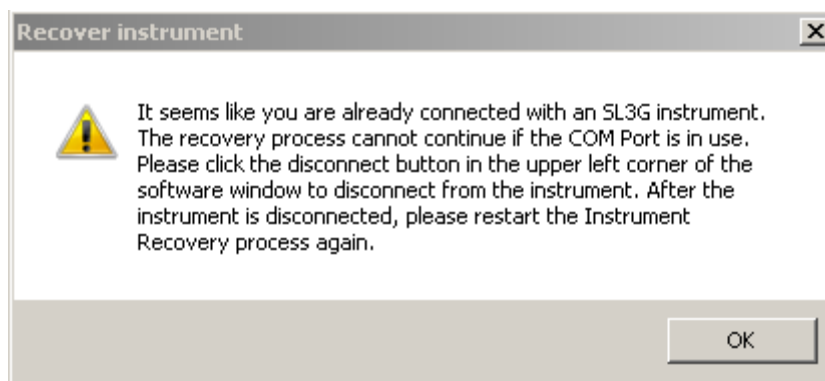 Recover instrument
It seems like you are already connected with an SL3G instrument.
The recovery process cannot continue if the COM Port is in use.
Please click the disconnect button in the upper left corner of the
software window to disconnect from the instrument. After the
instrument is disconnected, please restart the Instrument
Recovery process again.
OK